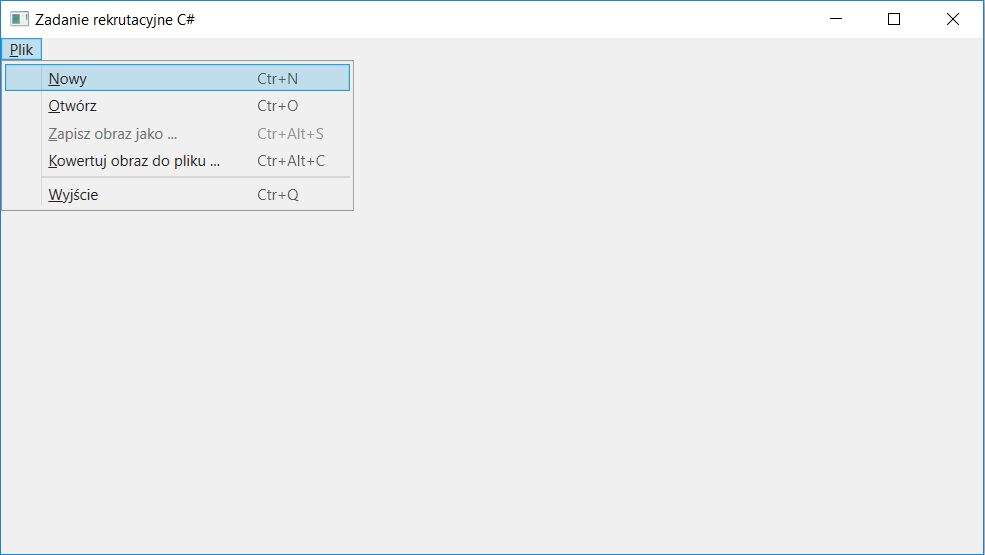 Zadanie rekrutacyjne C#
Plik
Nowy Ctr+N
Otwórz Ctr+O
Zapisz obraz jako ... Ctr+Alt+S
Kowertuj obraz do pliku ... Ctr+Alt+C
Wyjście Ctr+Q